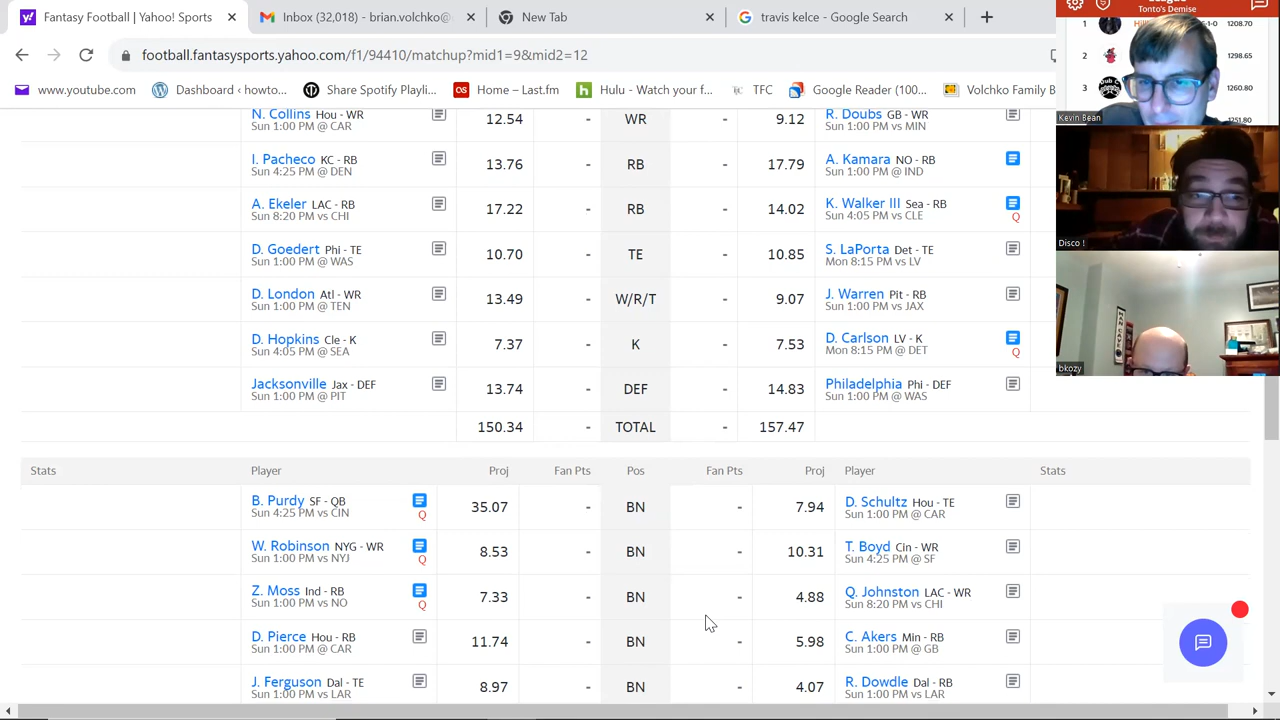 Fantasy Football | Yahoo! Sports
Inbox (32,018) - brian.volchko@
New Tab
travis kelce - Google Search
football.fantasysports.yahoo.com/f1/94410/matchup?mid1=9&mid2=12
www.youtube.com
Dashboard ‹ howto...
Share Spotify Playli...
Home – Last.fm
Hulu - Watch your f...
TFC
Google Reader (100...
Volchko Family B
Tonto's Demise
1 1208.70
2 1298.65
3 1260.80
1251.80
Kevin Bean
Disco !
bkozy
N. Collins Hou - WR 12.54 - WR - 9.12 R. Doubs GB - WR
Sun 1:00 PM @ CAR Sun 1:00 PM vs MIN
I. Pacheco KC - RB 13.76 - RB - 17.79 A. Kamara NO - RB
Sun 4:25 PM @ DEN Sun 1:00 PM @ IND
A. Ekeler LAC - RB 17.22 - RB - 14.02 K. Walker III Sea - RB
Sun 8:20 PM vs CHI Sun 4:05 PM vs CLE Q
D. Goedert Phi - TE 10.70 - TE - 10.85 S. LaPorta Det - TE
Sun 1:00 PM @ WAS Mon 8:15 PM vs LV
D. London Atl - WR 13.49 - W/R/T - 9.07 J. Warren Pit - RB
Sun 1:00 PM @ TEN Sun 1:00 PM vs JAX
D. Hopkins Cle - K 7.37 - K - 7.53 D. Carlson LV - K
Sun 4:05 PM @ SEA Mon 8:15 PM @ DET Q
Jacksonville Jax - DEF 13.74 - DEF - 14.83 Philadelphia Phi - DEF
Sun 1:00 PM @ PIT Sun 1:00 PM @ WAS
150.34 - TOTAL - 157.47
Stats Player Proj Fan Pts Pos Fan Pts Proj Player Stats
B. Purdy SF - QB 35.07 - BN - 7.94 D. Schultz Hou - TE
Sun 4:25 PM vs CIN Q Sun 1:00 PM @ CAR
W. Robinson NYG - WR 8.53 - BN - 10.31 T. Boyd Cin - WR
Sun 1:00 PM vs NYJ Q Sun 4:25 PM @ SF
Z. Moss Ind - RB 7.33 - BN - 4.88 Q. Johnston LAC - WR
Sun 1:00 PM vs NO Q Sun 8:20 PM vs CHI
D. Pierce Hou - RB 11.74 - BN - 5.98 C. Akers Min - RB
Sun 1:00 PM @ CAR Sun 1:00 PM @ GB
J. Ferguson Dal - TE 8.97 - BN - 4.07 R. Dowdle Dal - RB
Sun 1:00 PM vs LAR Sun 1:00 PM vs LAR